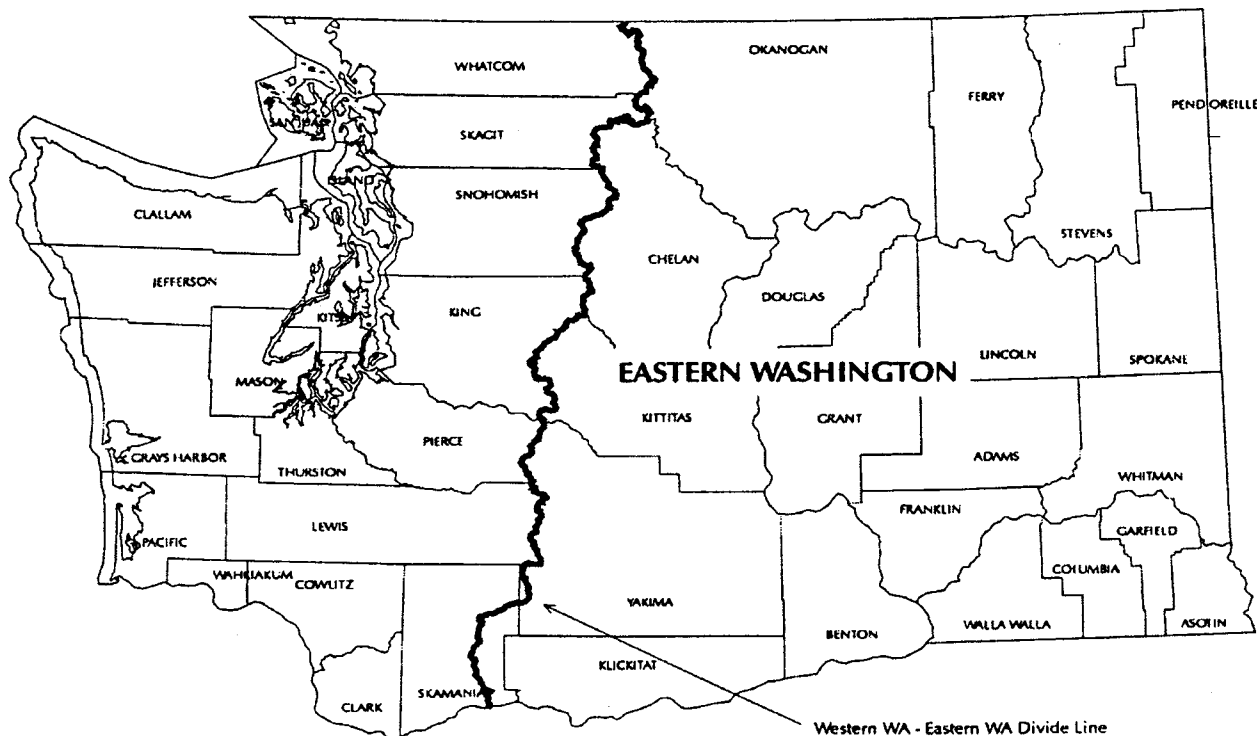 OKANOGAN
WHATCOM
FERRY
PEND OREILLE
SAN JUAN
SKAGIT
ISLAND
SNOHOMISH
CLALLAM
STEVENS
CHELAN
JEFFERSON
DOUGLAS
KING
LINCOLN
SPOKANE
EASTERN WASHINGTON
MASON
KITTITAS
GRANT
PIERCE
GRAYS HARBOR
ADAMS
THURSTON
WHITMAN
FRANKLIN
LEWIS
GARFIELD
PACIFIC
COLUMBIA
WAHKIAKUM
COWLITZ
YAKIMA
WALLA WALLA
ASOTIN
BENTON
KLICKITAT
SKAMANIA
CLARK
Western WA - Eastern WA Divide Line